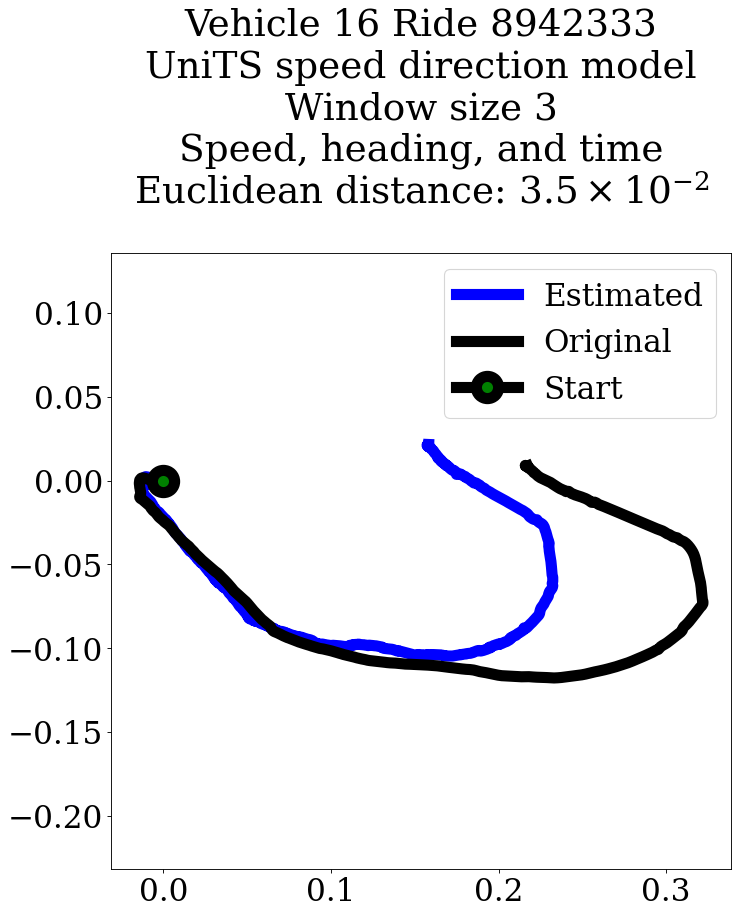 Vehicle 16 Ride 8942333
UniTS speed direction model
Window size 3
Speed, heading, and time
Euclidean distance: 3.5 × 10⁻²
Estimated
Original
Start
0.10
0.05
0.00
−0.05
−0.10
−0.15
−0.20
0.0 0.1 0.2 0.3